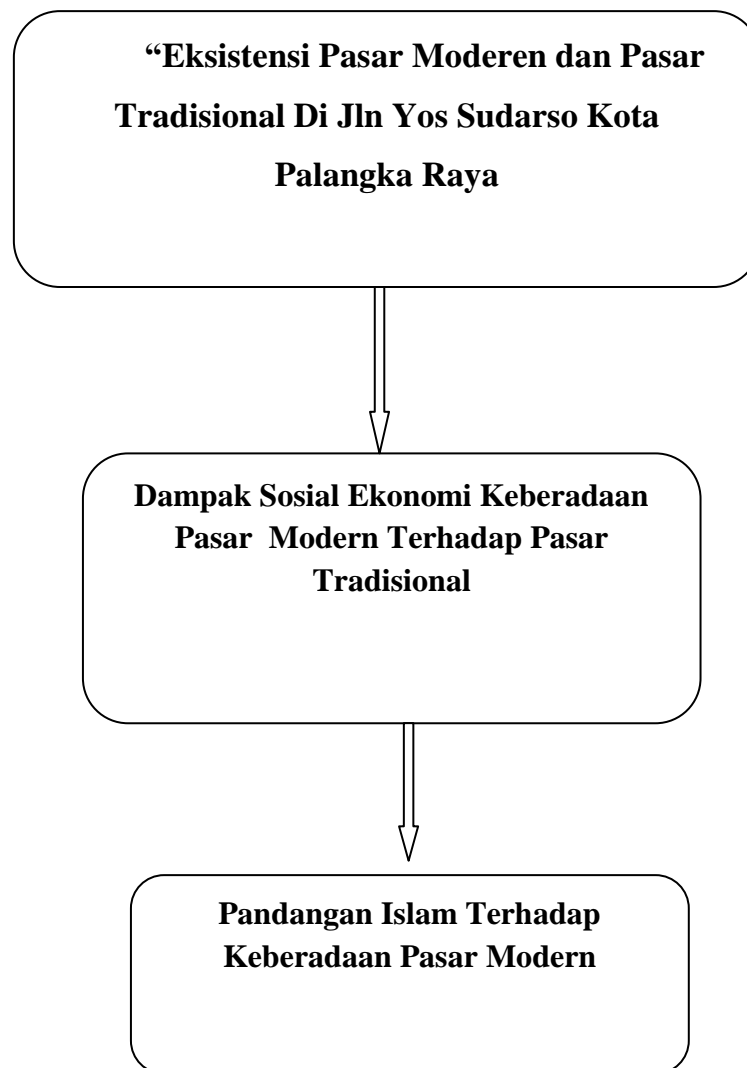 “Eksistensi Pasar Moderen dan Pasar
Tradisional Di Jln Yos Sudarso Kota
Palangka Raya
Dampak Sosial Ekonomi Keberadaan
Pasar Modern Terhadap Pasar
Tradisional
Pandangan Islam Terhadap
Keberadaan Pasar Modern